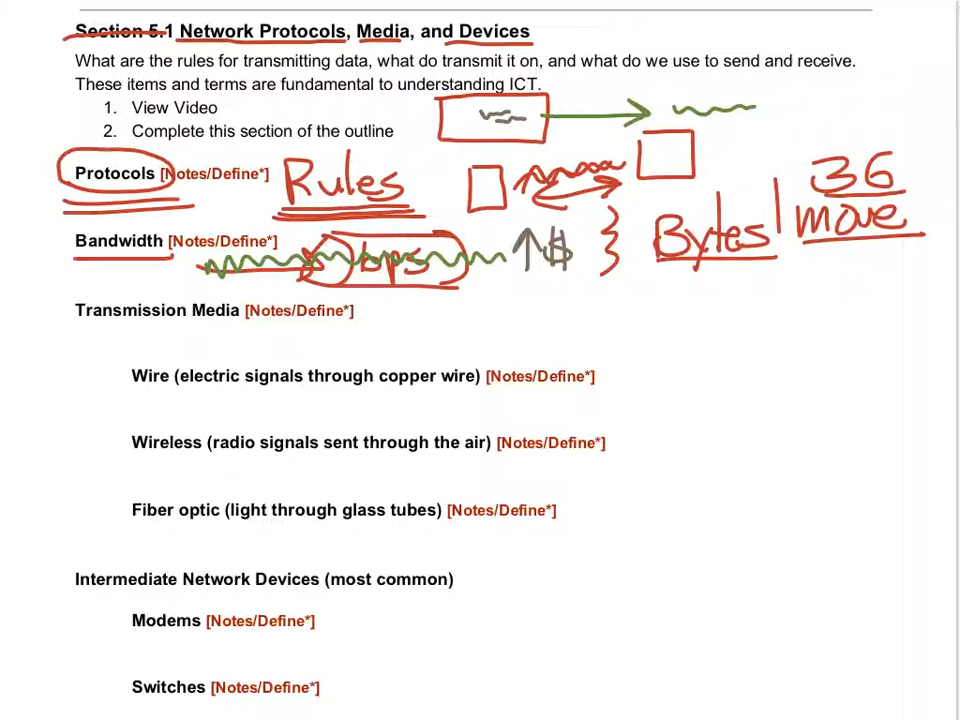 Section 5.1 Network Protocols, Media, and Devices
What are the rules for transmitting data, what do transmit it on, and what do we use to send and receive.
These items and terms are fundamental to understanding ICT.
1. View Video
2. Complete this section of the outline
Protocols [Notes/Define*] Rules
36
Bandwidth [Notes/Define*] bps $ Bytes move
Transmission Media [Notes/Define*]
Wire (electric signals through copper wire) [Notes/Define*]
Wireless (radio signals sent through the air) [Notes/Define*]
Fiber optic (light through glass tubes) [Notes/Define*]
Intermediate Network Devices (most common)
Modems [Notes/Define*]
Switches [Notes/Define*]